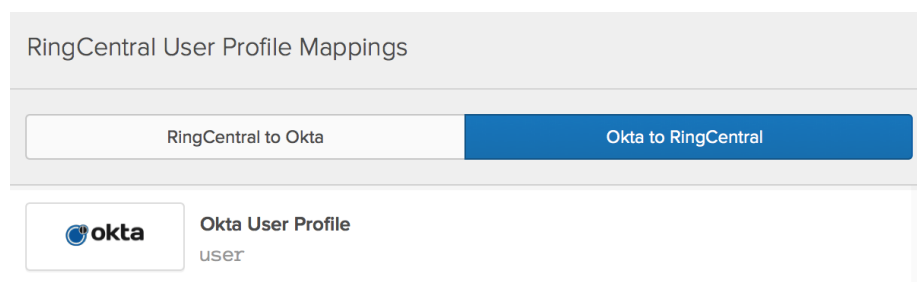 RingCentral User Profile Mappings
RingCentral to Okta
Okta to RingCentral
okta
Okta User Profile
user